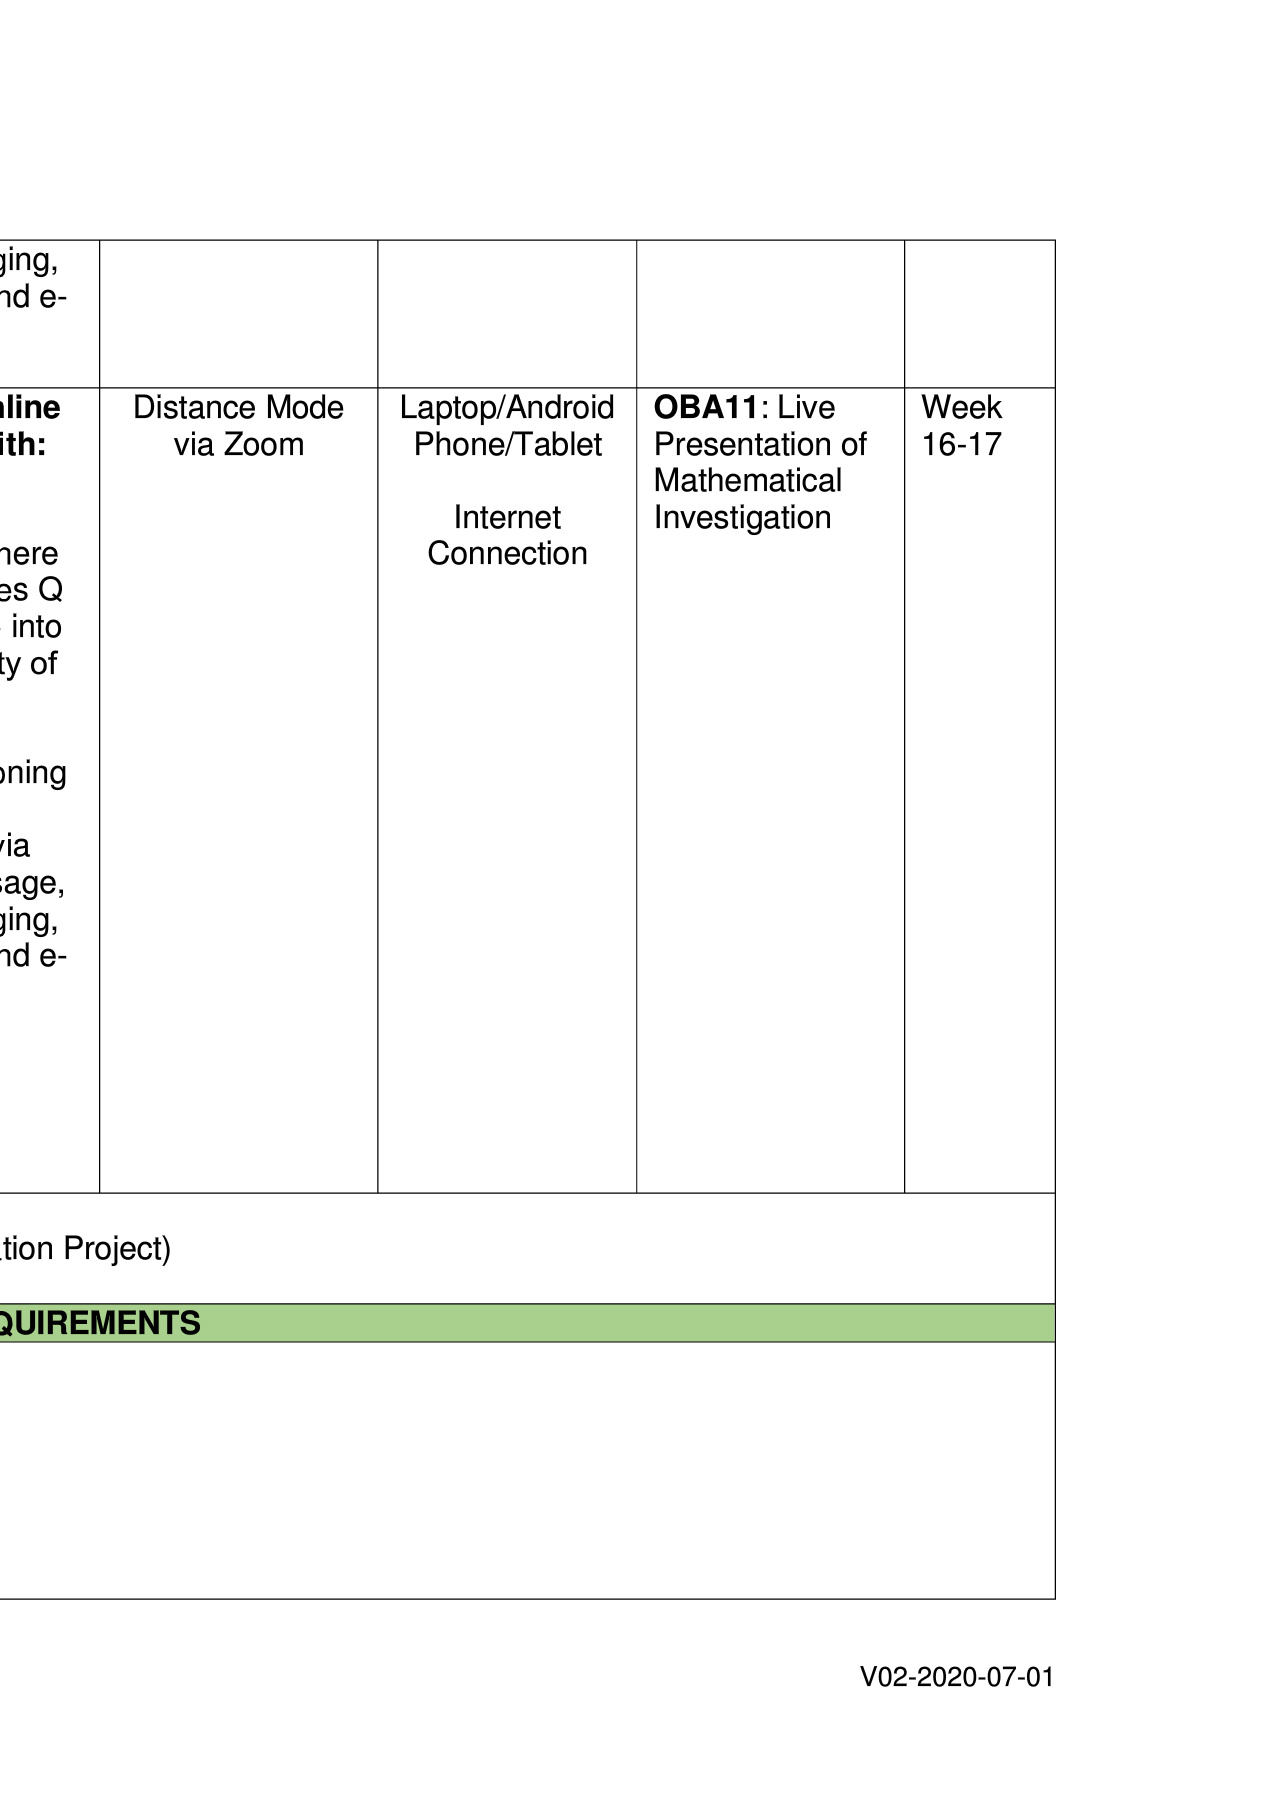 ging,
nd e-
line
ith:
here
es Q
into
ty of
oning
via
sage,
ging,
nd e-
Distance Mode
via Zoom
Laptop/Android
Phone/Tablet
Internet
Connection
OBA11: Live
Presentation of
Mathematical
Investigation
Week
16-17
tion Project)
QUIREMENTS
V02-2020-07-01